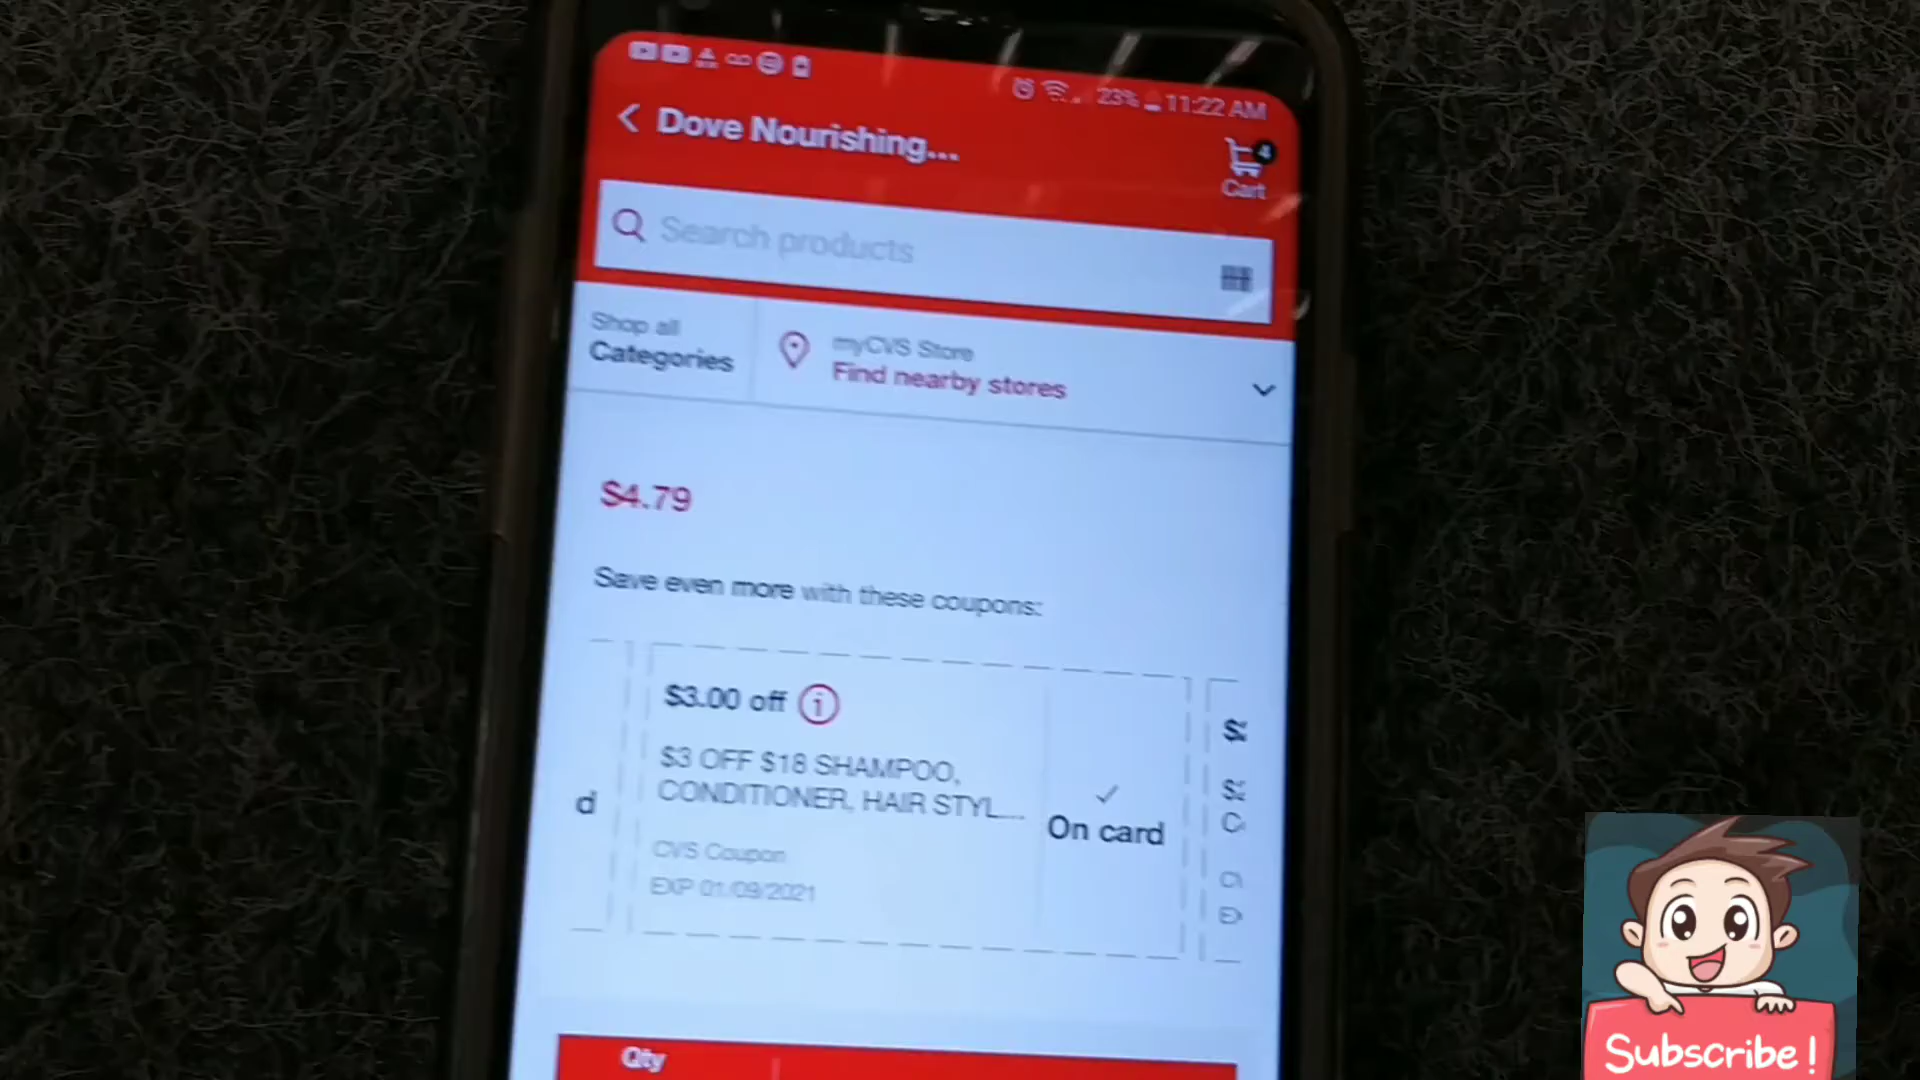 23% 11:22 AM
Dove Nourishing...
4
Cart
Search products
Shop all
Categories
myCVS Store
Find nearby stores
$4.79
Save even more with these coupons:
d
$3.00 off
$3 OFF $18 SHAMPOO,
CONDITIONER, HAIR STYL...
On card
CVS Coupon
EXP 01/09/2021
Qty
Subscribe!